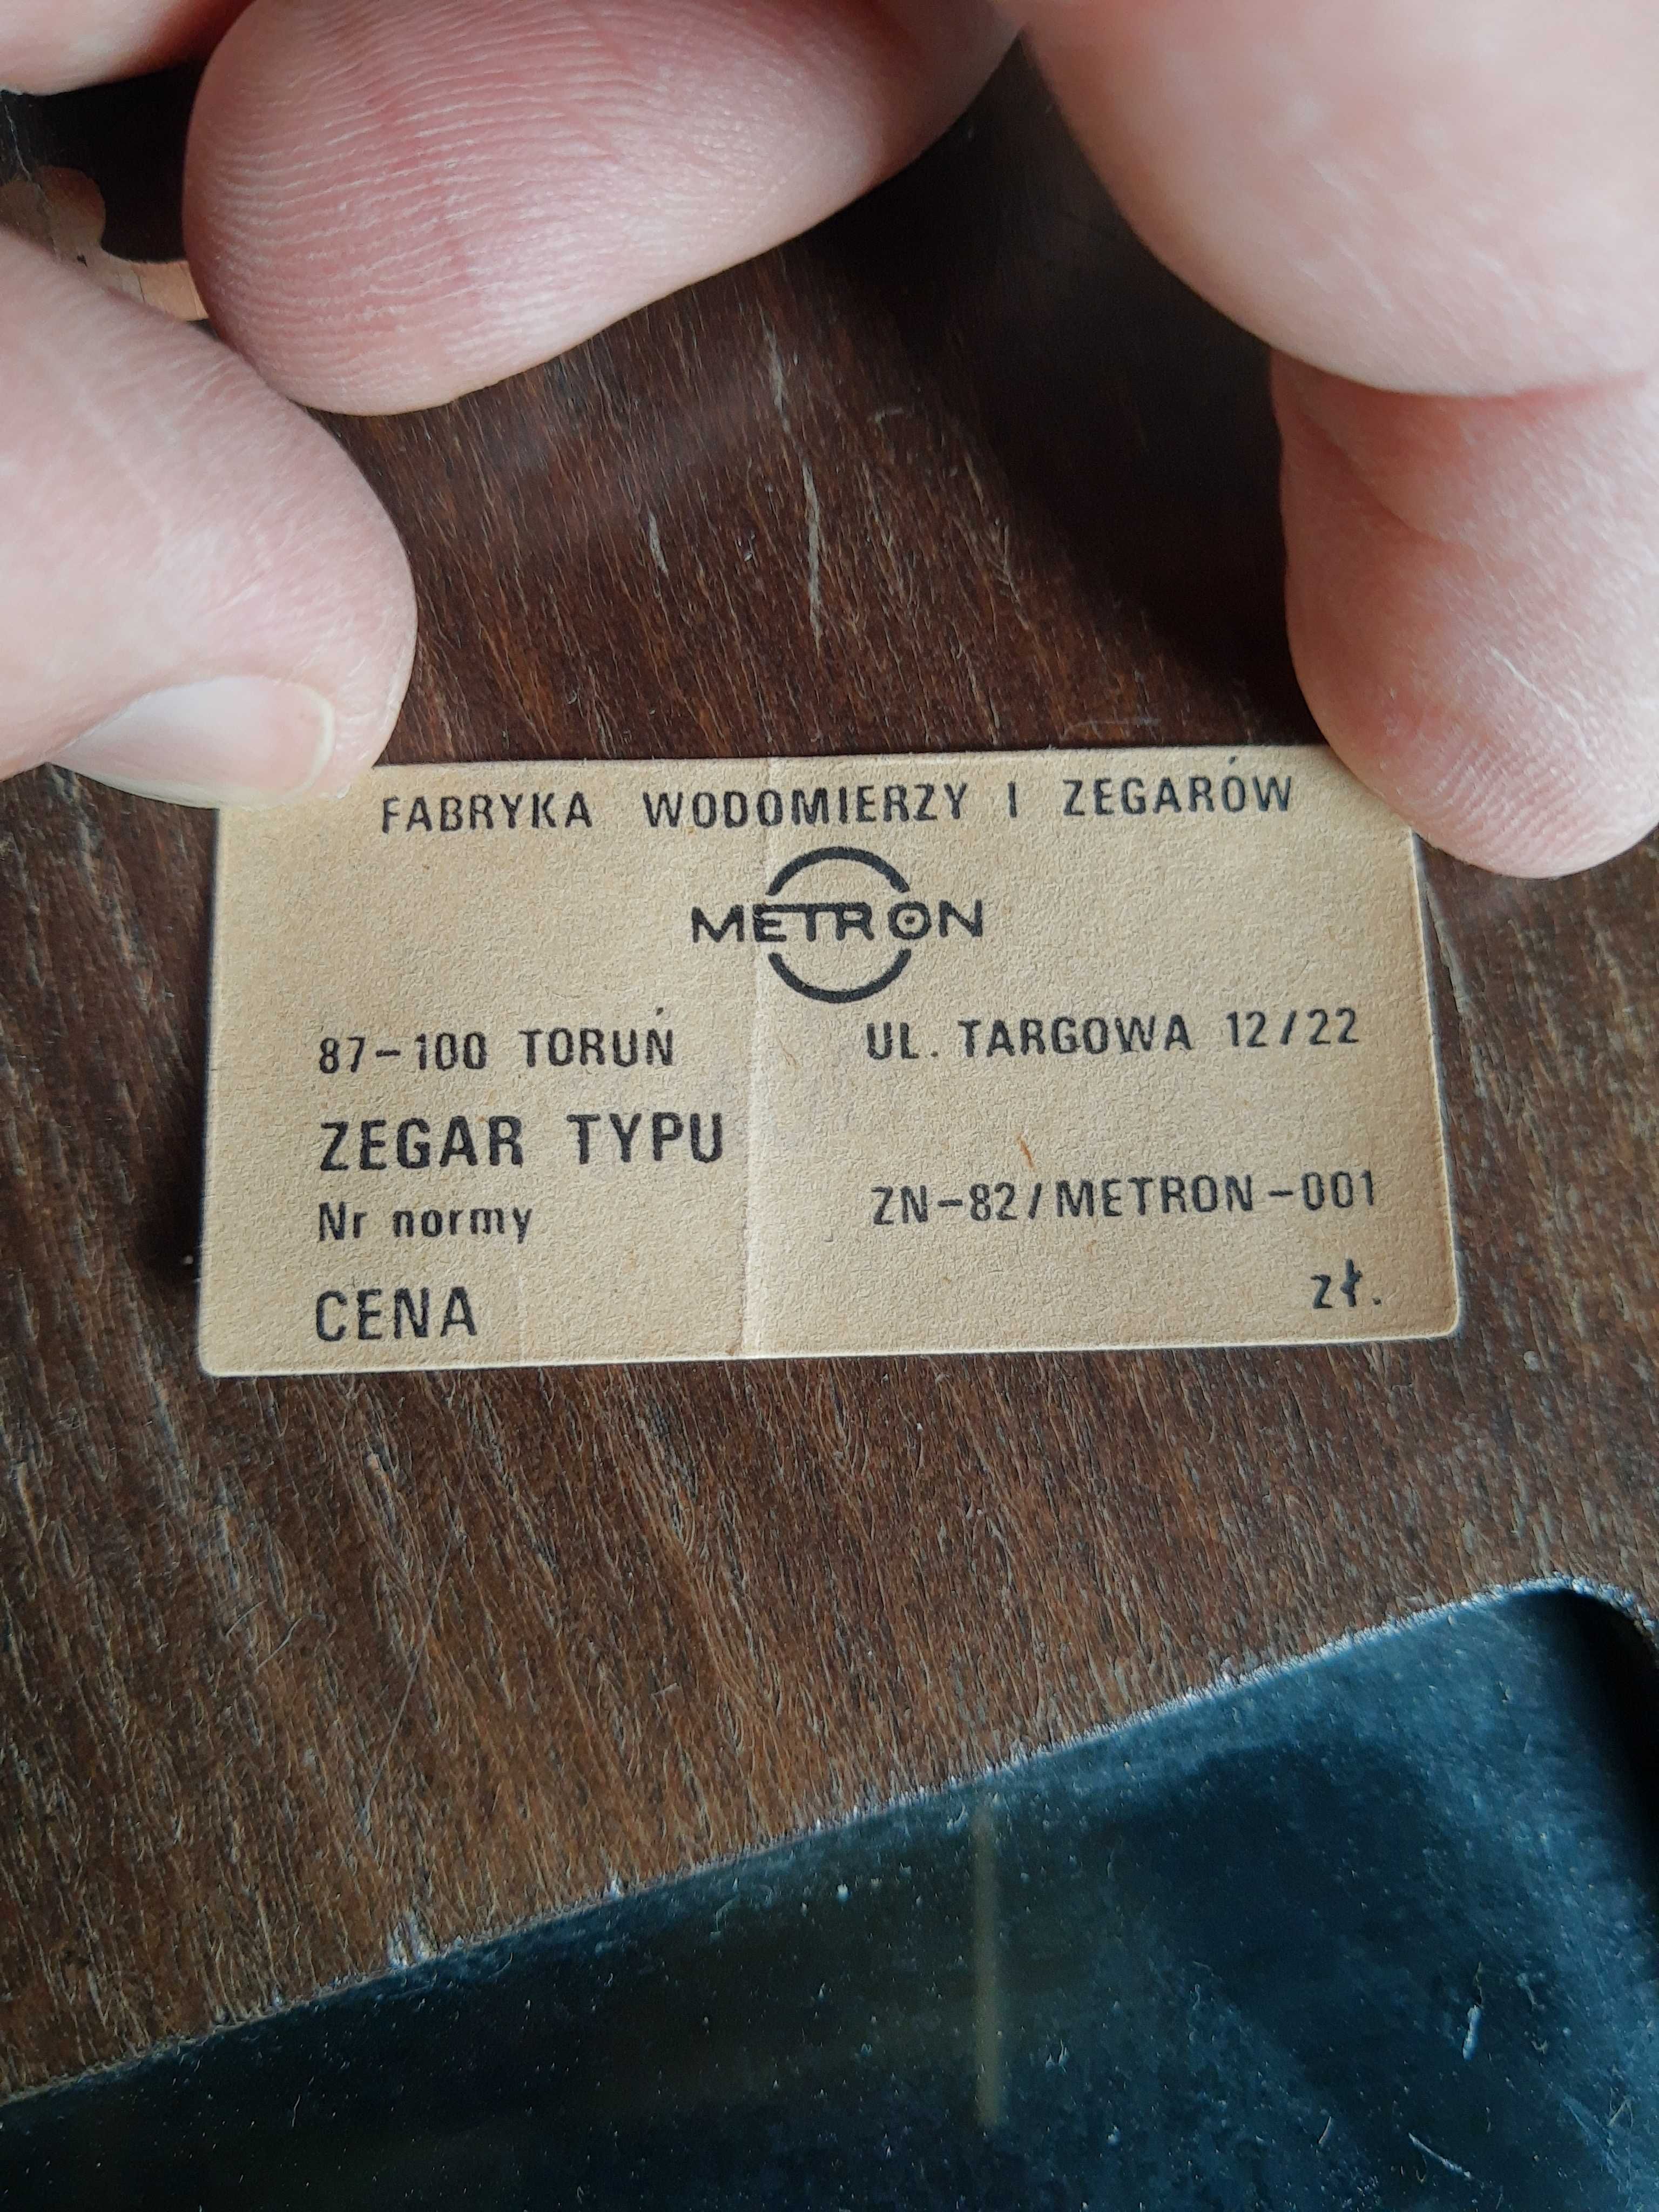 FABRYKA WODOMIERZY I ZEGARÓW
METRON
87-100 TORUŃ UL. TARGOWA 12/22
ZEGAR TYPU
Nr normy ZN-82/METRON-001
CENA zł.